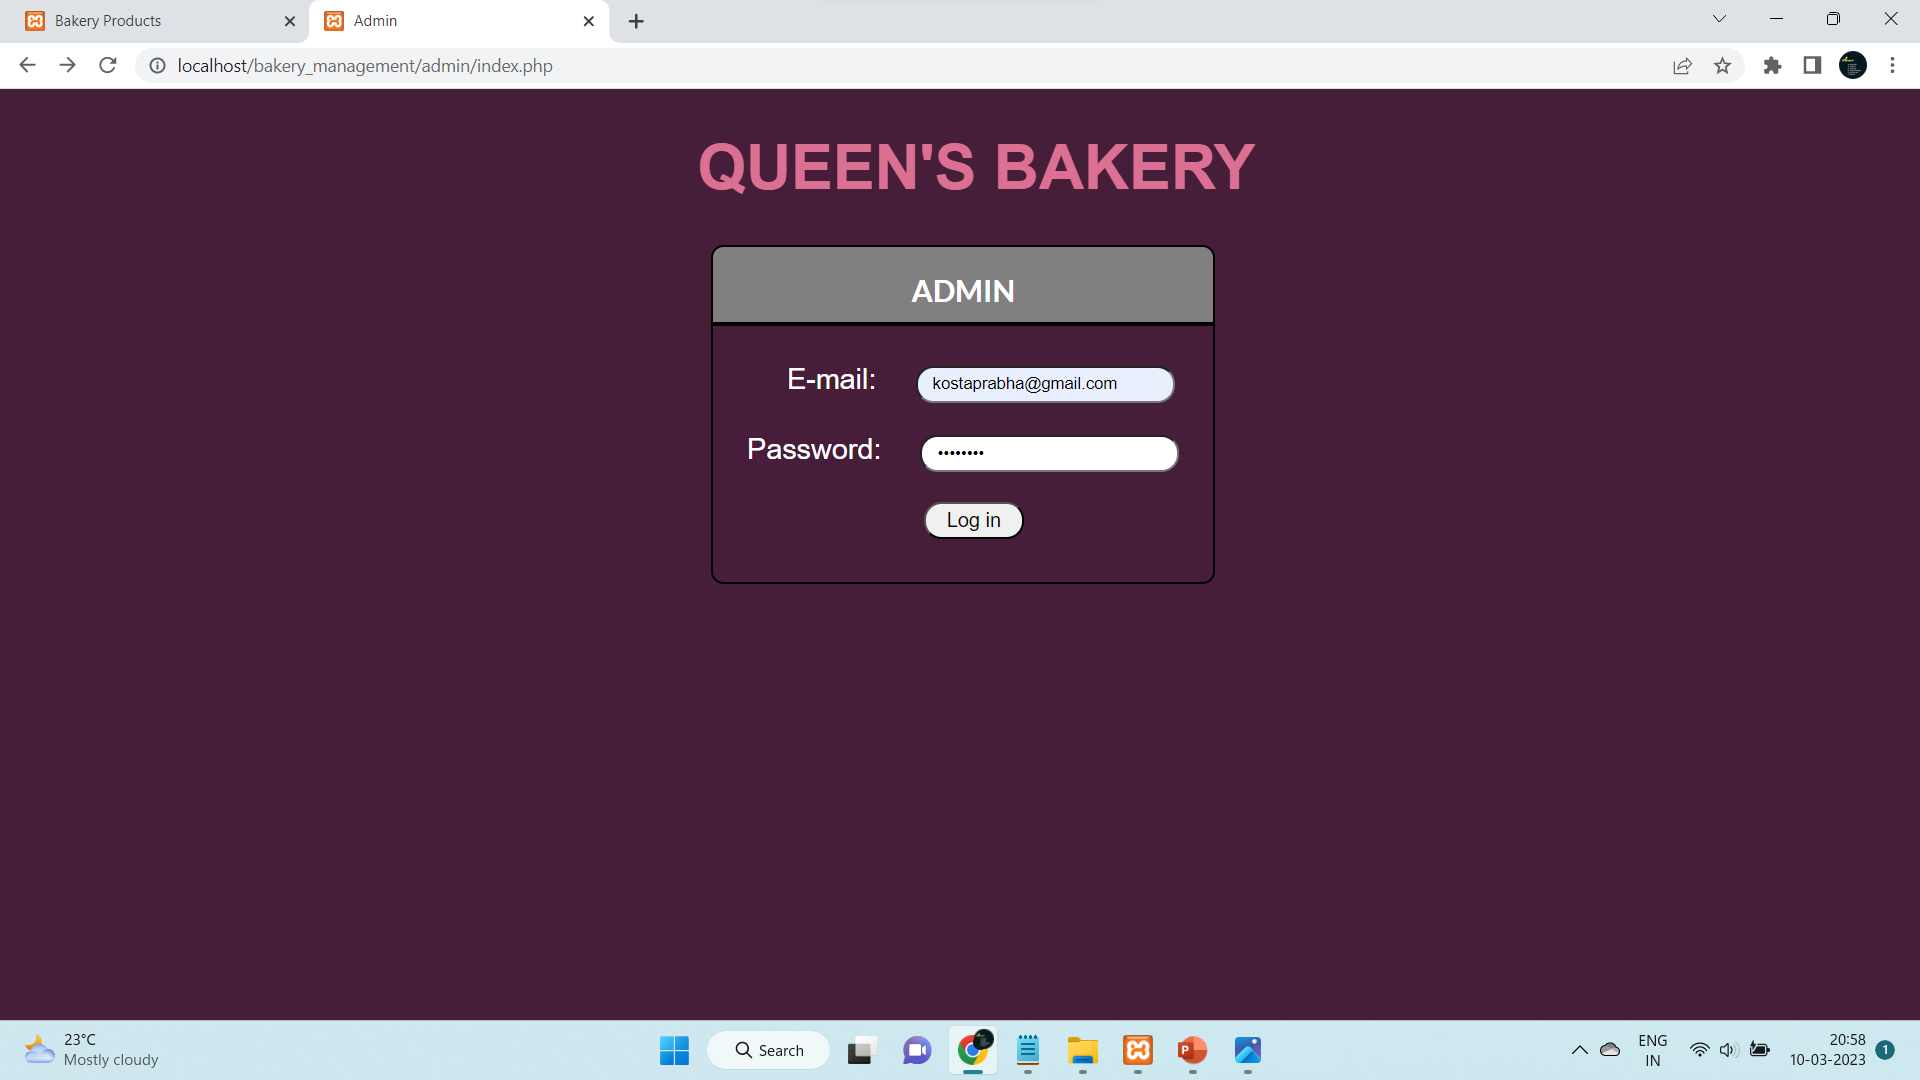 Bakery Products
Admin
localhost/bakery_management/admin/index.php
QUEEN'S BAKERY
ADMIN
E-mail: kostaprabha@gmail.com
Password: ••••••••
Log in
23°C
Mostly cloudy
Search
P
ENG
IN
20:58
10-03-2023
1